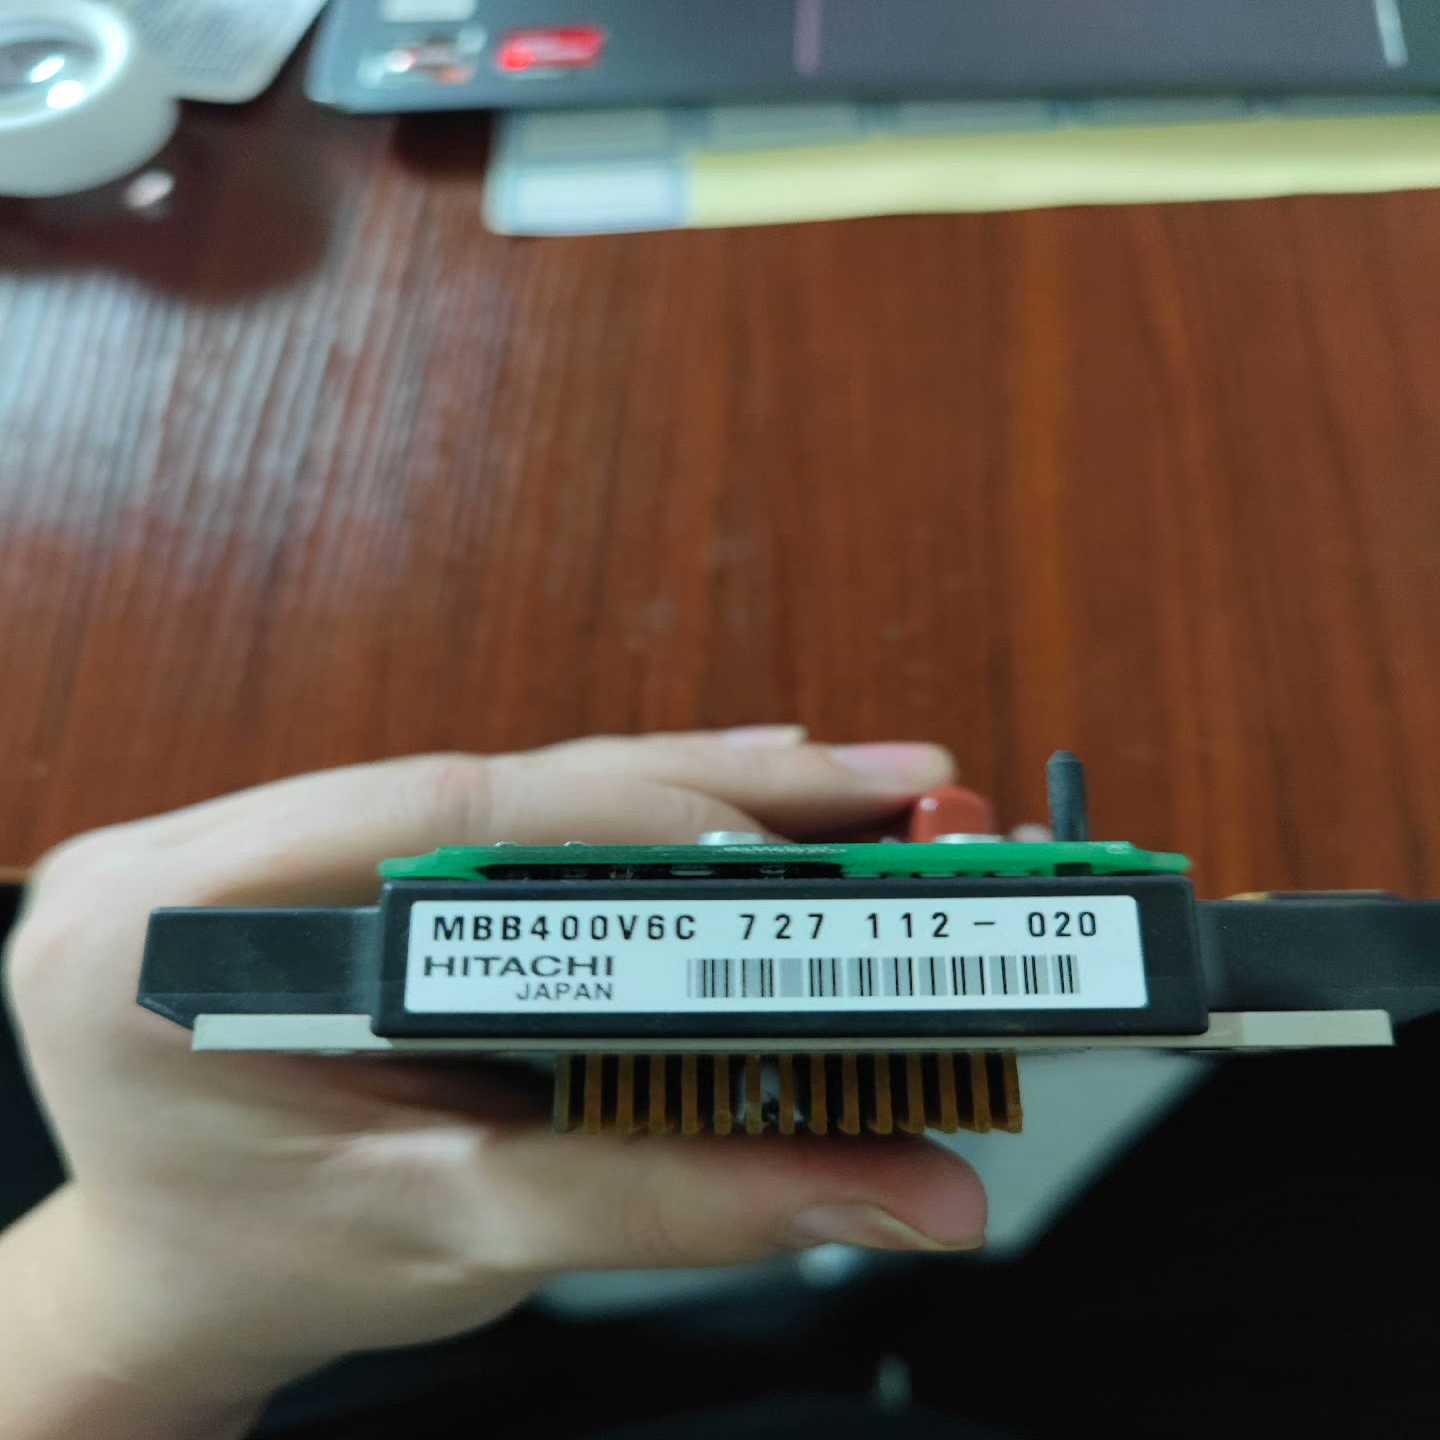 MBB400V6C 727 112 - 020
HITACHI
JAPAN